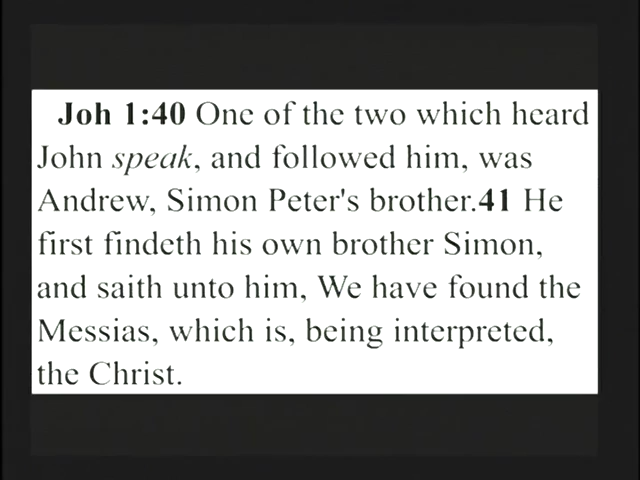 Joh 1:40 One of the two which heard
John speak, and followed him, was
Andrew, Simon Peter's brother.41 He
first findeth his own brother Simon,
and saith unto him, We have found the
Messias, which is, being interpreted,
the Christ.